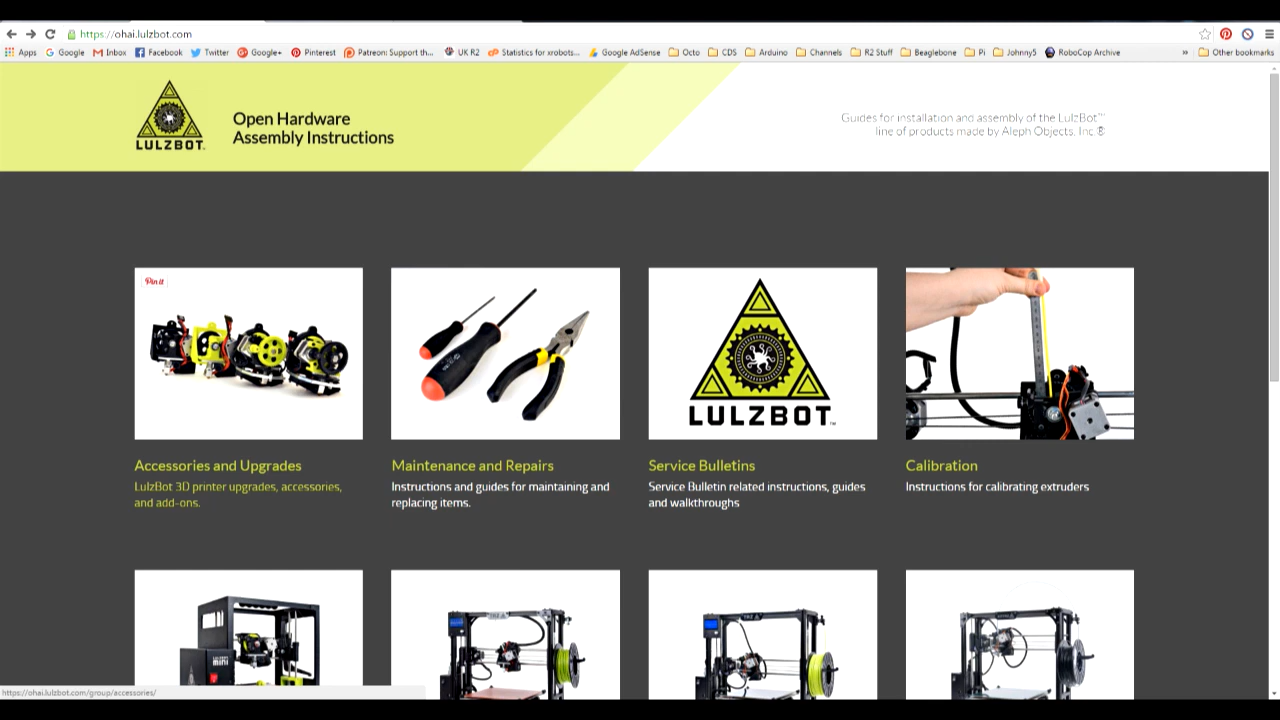 https://ohai.lulzbot.com
Apps Google Inbox Facebook Twitter Google+ Pinterest Patreon: Support th... UK R2 Statistics for xrobots... Google AdSense Octo CDS Arduino Channels R2 Stuff Beaglebone Pi Johnny5 RoboCop Archive » Other bookmarks
LULZBOT
Open Hardware
Assembly Instructions
Guides for installation and assembly of the LulzBot™
line of products made by Aleph Objects, Inc.®
Pin it
LULZBOT™
Accessories and Upgrades
LulzBot 3D printer upgrades, accessories,
and add-ons.
Maintenance and Repairs
Instructions and guides for maintaining and
replacing items.
Service Bulletins
Service Bulletin related instructions, guides
and walkthroughs
Calibration
Instructions for calibrating extruders
mini
https://ohai.lulzbot.com/group/accessories/